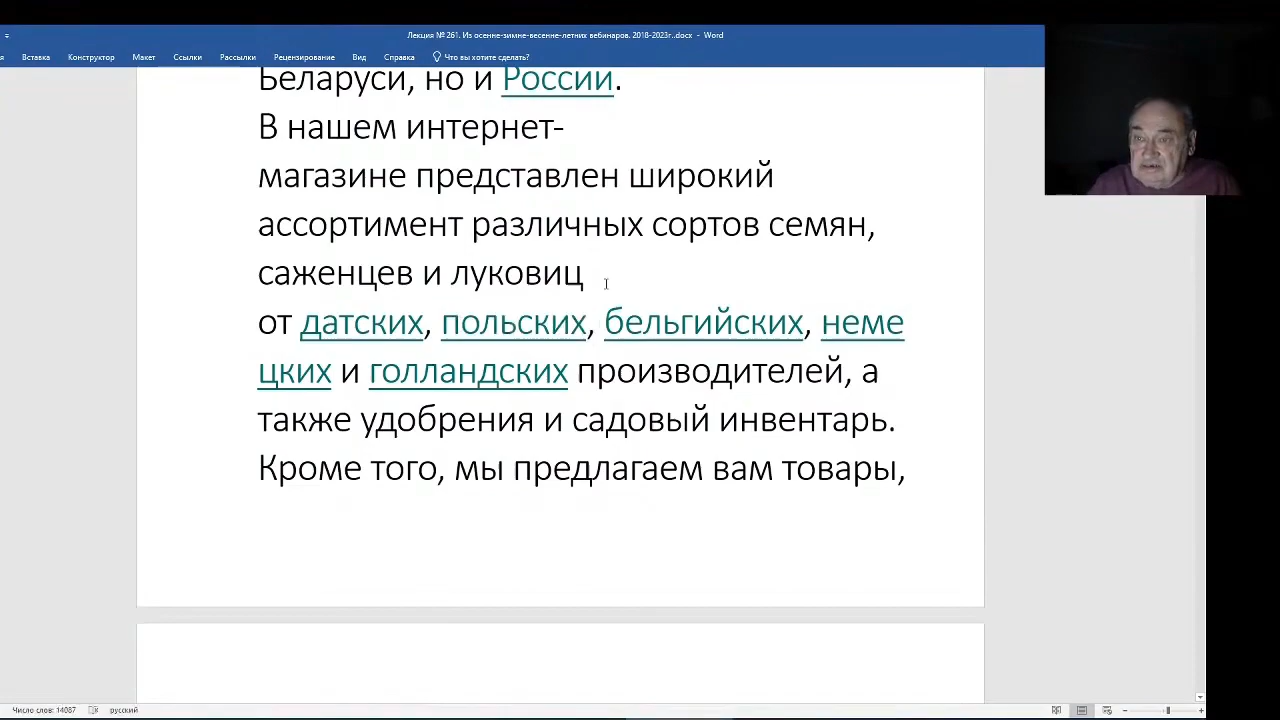 Лекция № 261. Из осенне-зимне-весенне-летних вебинаров. 2018-2023г..docx - Word
я Вставка Конструктор Макет Ссылки Рассылки Рецензирование Вид Справка Что вы хотите сделать?
Беларуси, но и России.
В нашем интернет-
магазине представлен широкий
ассортимент различных сортов семян,
саженцев и луковиц
от датских, польских, бельгийских, неме
цких и голландских производителей, а
также удобрения и садовый инвентарь.
Кроме того, мы предлагаем вам товары,
Число слов: 14087 русский